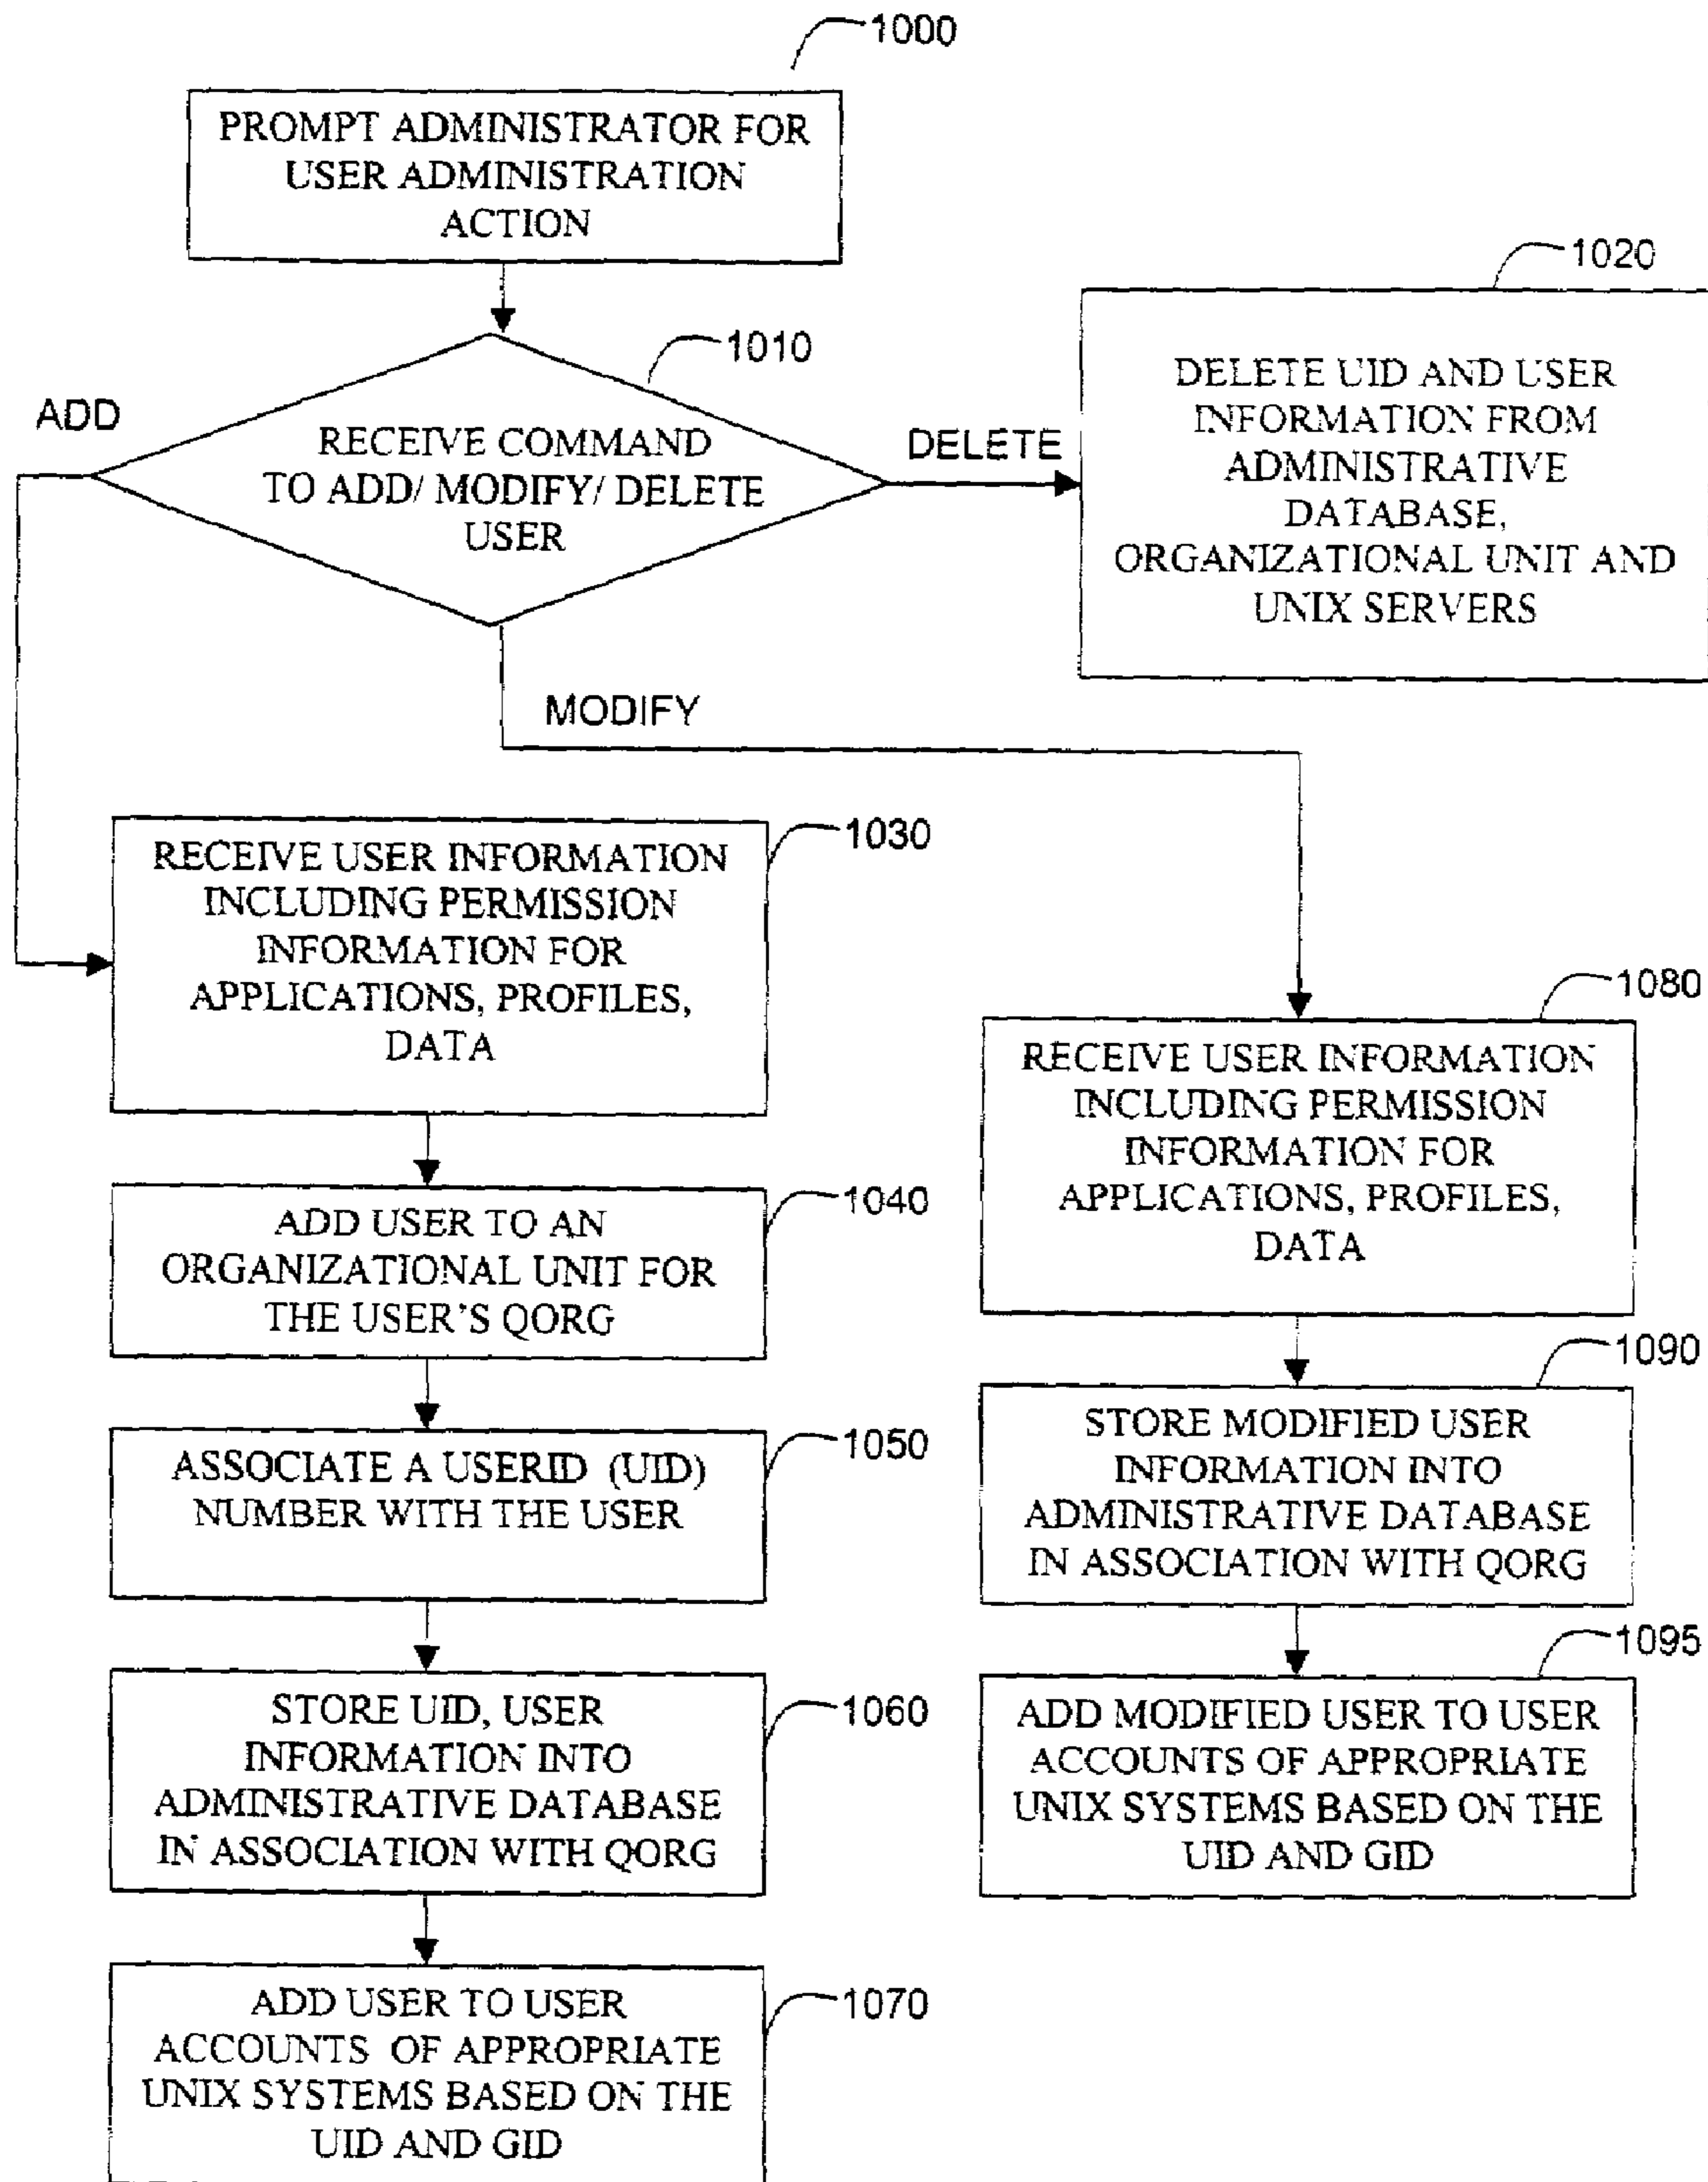 1000
PROMPT ADMINISTRATOR FOR
USER ADMINISTRATION
ACTION
1010
RECEIVE COMMAND
TO ADD/ MODIFY/ DELETE
USER
ADD
DELETE
MODIFY
1020
DELETE UID AND USER
INFORMATION FROM
ADMINISTRATIVE
DATABASE,
ORGANIZATIONAL UNIT AND
UNIX SERVERS
1030
RECEIVE USER INFORMATION
INCLUDING PERMISSION
INFORMATION FOR
APPLICATIONS, PROFILES,
DATA
1040
ADD USER TO AN
ORGANIZATIONAL UNIT FOR
THE USER'S QORG
1050
ASSOCIATE A USERID (UID)
NUMBER WITH THE USER
1060
STORE UID, USER
INFORMATION INTO
ADMINISTRATIVE DATABASE
IN ASSOCIATION WITH QORG
1070
ADD USER TO USER
ACCOUNTS OF APPROPRIATE
UNIX SYSTEMS BASED ON THE
UID AND GID
1080
RECEIVE USER INFORMATION
INCLUDING PERMISSION
INFORMATION FOR
APPLICATIONS, PROFILES,
DATA
1090
STORE MODIFIED USER
INFORMATION INTO
ADMINISTRATIVE DATABASE
IN ASSOCIATION WITH QORG
1095
ADD MODIFIED USER TO USER
ACCOUNTS OF APPROPRIATE
UNIX SYSTEMS BASED ON THE
UID AND GID